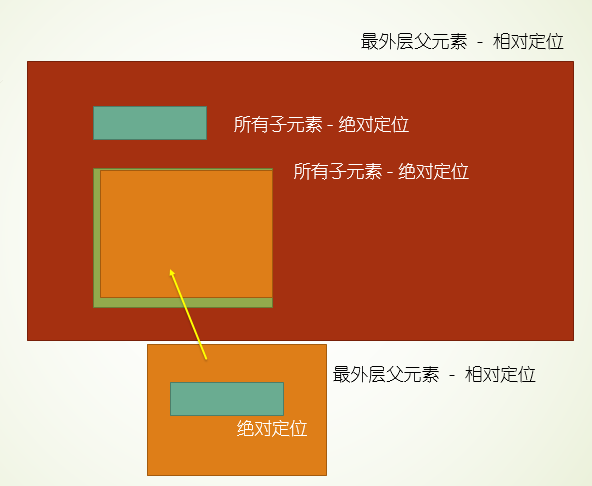 最外层父元素 - 相对定位
所有子元素 - 绝对定位
所有子元素 - 绝对定位
最外层父元素 - 相对定位
绝对定位